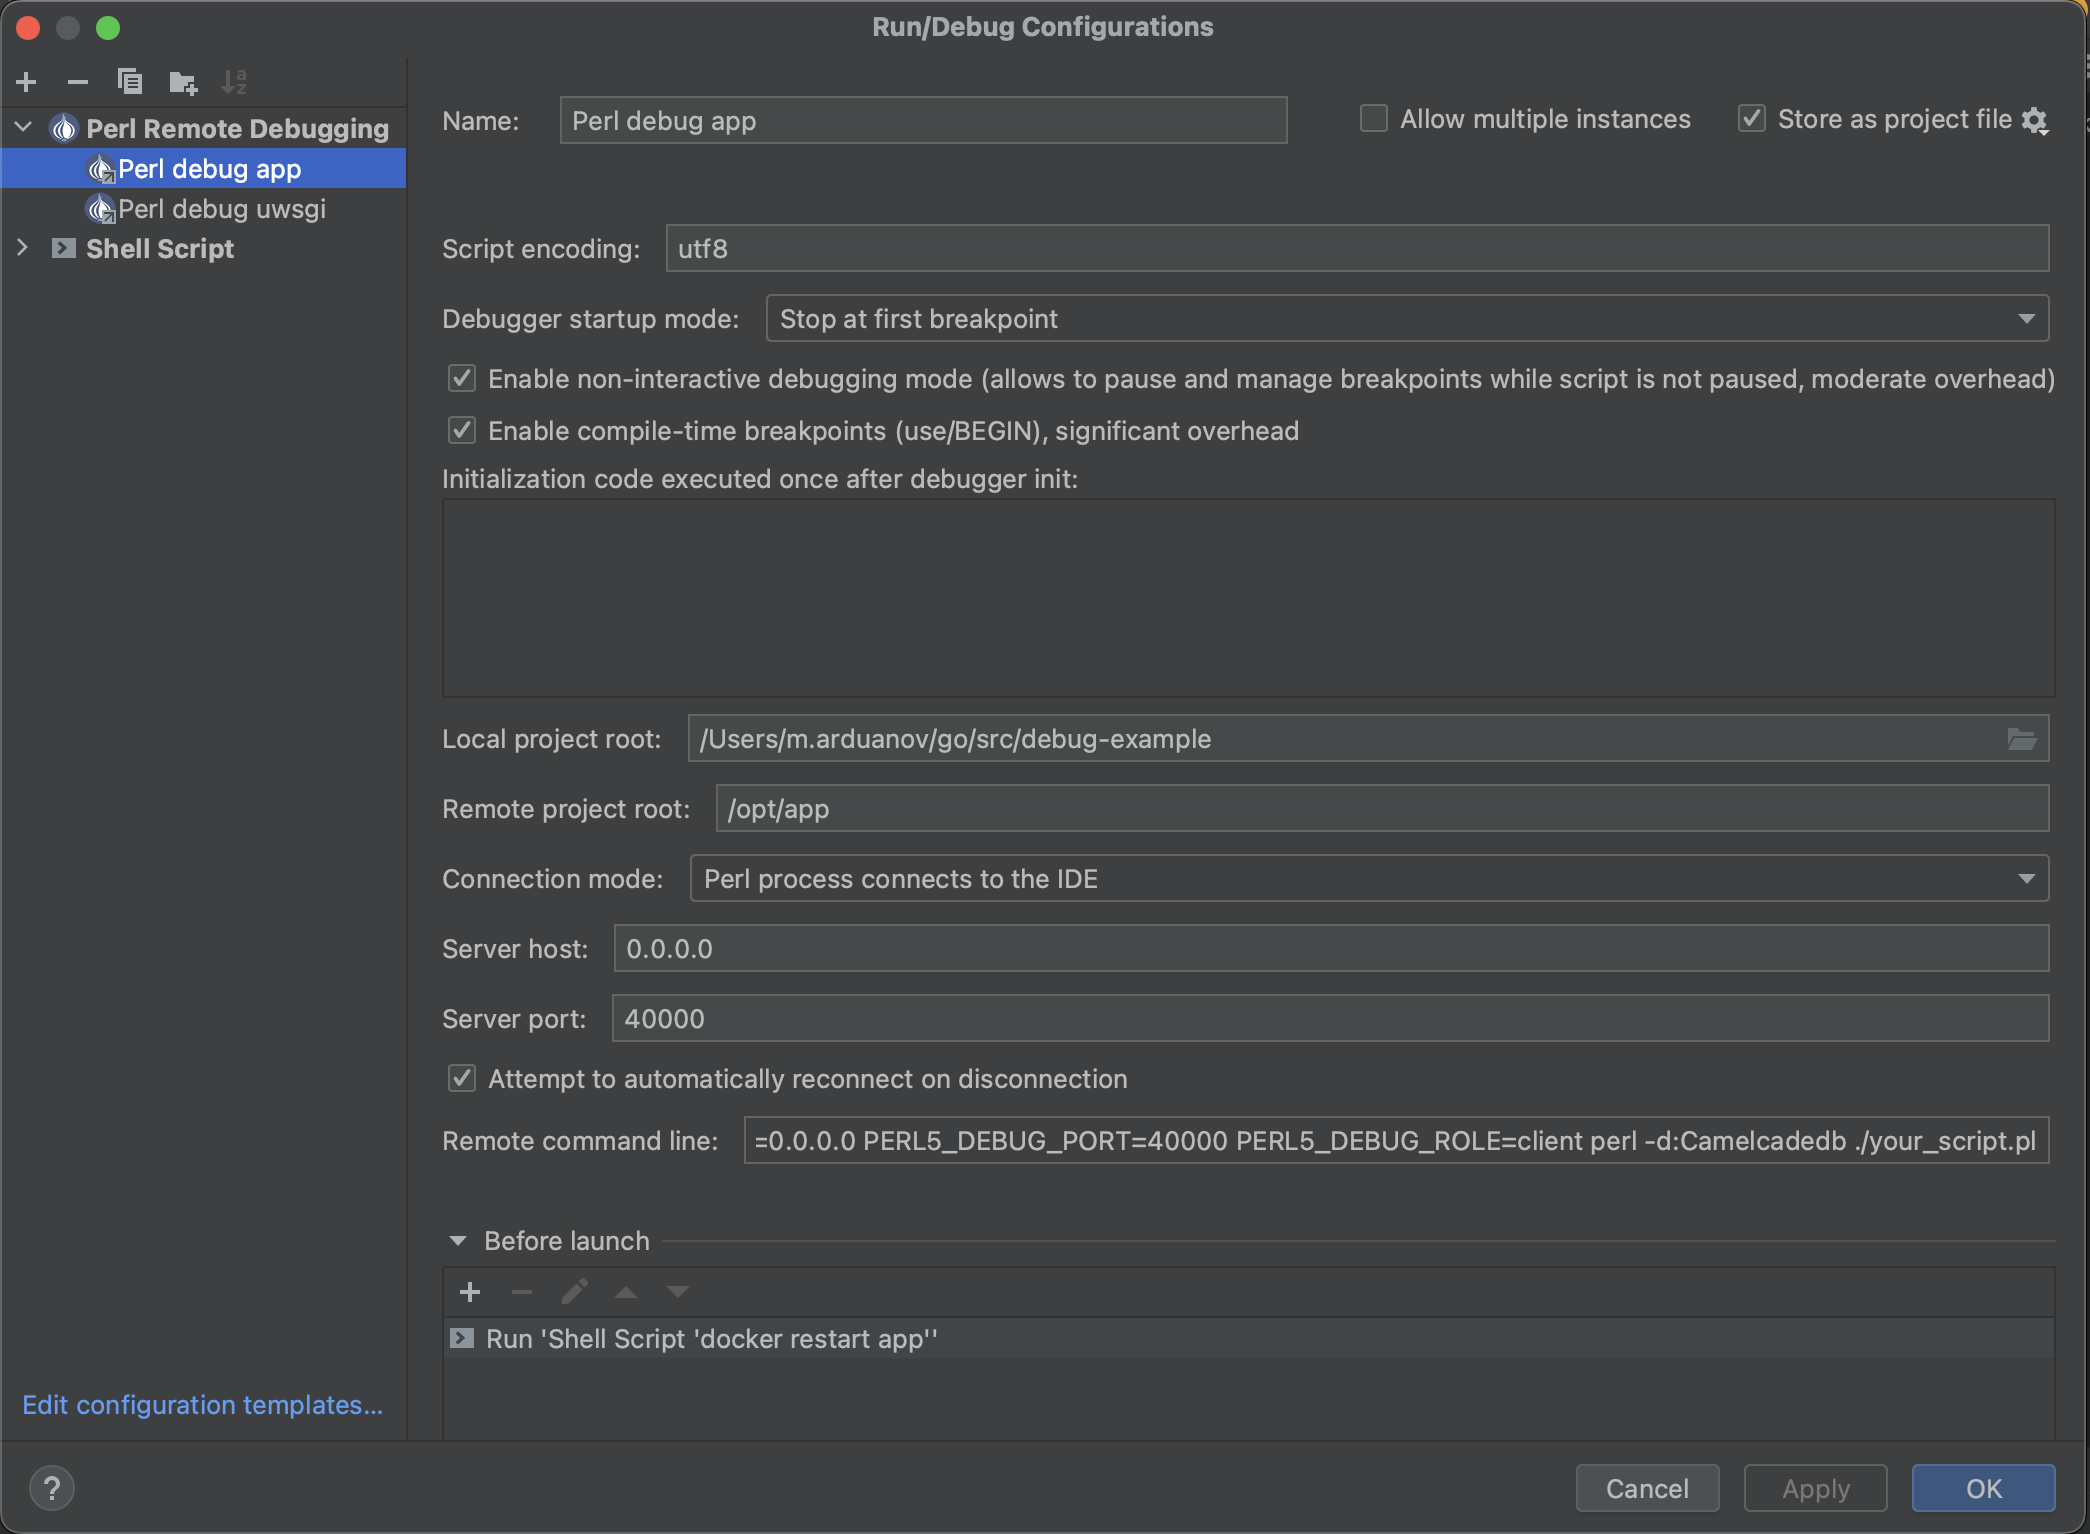 Run/Debug Configurations
Perl Remote Debugging
Perl debug app
Perl debug uwsgi
Shell Script
Edit configuration templates...
Name: Perl debug app
Allow multiple instances
Store as project file
Script encoding: utf8
Debugger startup mode: Stop at first breakpoint
Enable non-interactive debugging mode (allows to pause and manage breakpoints while script is not paused, moderate overhead)
Enable compile-time breakpoints (use/BEGIN), significant overhead
Initialization code executed once after debugger init:
Local project root: /Users/m.arduanov/go/src/debug-example
Remote project root: /opt/app
Connection mode: Perl process connects to the IDE
Server host: 0.0.0.0
Server port: 40000
Attempt to automatically reconnect on disconnection
Remote command line: =0.0.0.0 PERL5_DEBUG_PORT=40000 PERL5_DEBUG_ROLE=client perl -d:Camelcadedb ./your_script.pl
Before launch
Run 'Shell Script 'docker restart app''
?
Cancel
Apply
OK